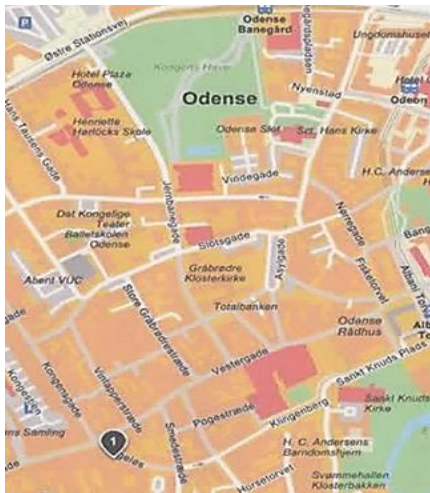 P
Østre Stationsvej
Odense
Banegård
Ungdomshuset
Kongens Have
Hotel Plaza
Odense
Nyenstad
Odense
Odeon
Hans Tausens Gade
Henriette
Hørlücks Skole
Odense Slot
Sct. Hans Kirke
H.C. Andersen
Vindegade
Jernbanegade
Nørregade
Det Kongelige
Teater
Balletskolen
Odense
Slotsgade
Gråbrødre
Klosterkirke
Asylgade
Fisketorvet
Albani Torv
Åbent VUC
Store Gråbrødrestræde
Totalbanken
Odense
Rådhus
Vestergade
Sankt Knuds Plads
Kongensgade
Vintapperstræde
Pogestræde
Klingenberg
Sankt Knuds
Kirke
ns Samling
1
Smedestræde
H. C. Andersens
Barndomshjem
Horsetorvet
Svømmehallen
Klosterbakken